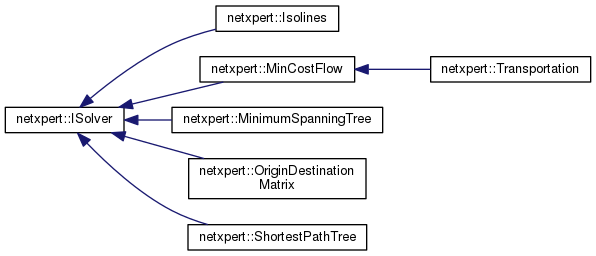 netxpert::Isolines
netxpert::MinCostFlow
netxpert::Transportation
netxpert::ISolver
netxpert::MinimumSpanningTree
netxpert::OriginDestination
Matrix
netxpert::ShortestPathTree